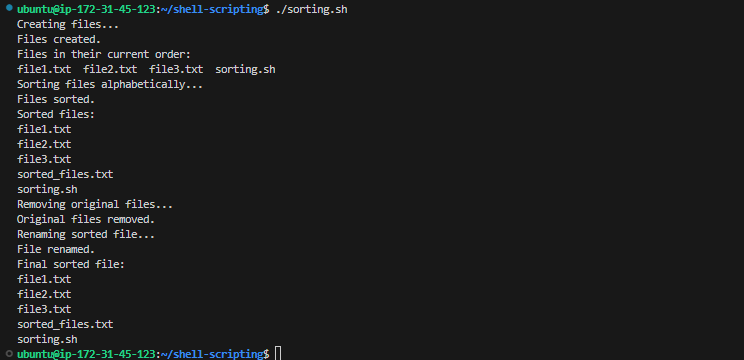 ubuntu@ip-172-31-45-123:~/shell-scripting$ ./sorting.sh
Creating files...
Files created.
Files in their current order:
file1.txt  file2.txt  file3.txt  sorting.sh
Sorting files alphabetically...
Files sorted.
Sorted files:
file1.txt
file2.txt
file3.txt
sorted_files.txt
sorting.sh
Removing original files...
Original files removed.
Renaming sorted file...
File renamed.
Final sorted file:
file1.txt
file2.txt
file3.txt
sorted_files.txt
sorting.sh
ubuntu@ip-172-31-45-123:~/shell-scripting$